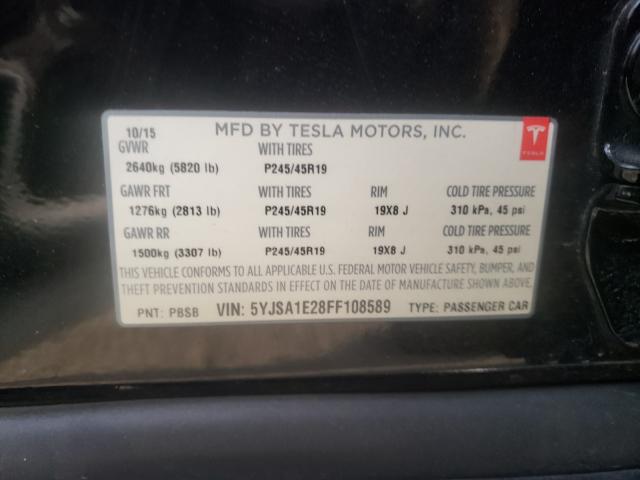 10/15 MFD BY TESLA MOTORS, INC.
GVWR WITH TIRES
2640kg (5820 lb) P245/45R19
GAWR FRT WITH TIRES RIM COLD TIRE PRESSURE
1276kg (2813 lb) P245/45R19 19X8 J 310 kPa, 45 psi
GAWR RR WITH TIRES RIM COLD TIRE PRESSURE
1500kg (3307 lb) P245/45R19 19X8 J 310 kPa, 45 psi
THIS VEHICLE CONFORMS TO ALL APPLICABLE U.S. FEDERAL MOTOR VEHICLE SAFETY, BUMPER, AND
THEFT PREVENTION STANDARDS IN EFFECT ON THE DATE OF MANUFACTURE SHOWN ABOVE.
PNT: PBSB VIN: 5YJSA1E28FF108589 TYPE: PASSENGER CAR
TESLA